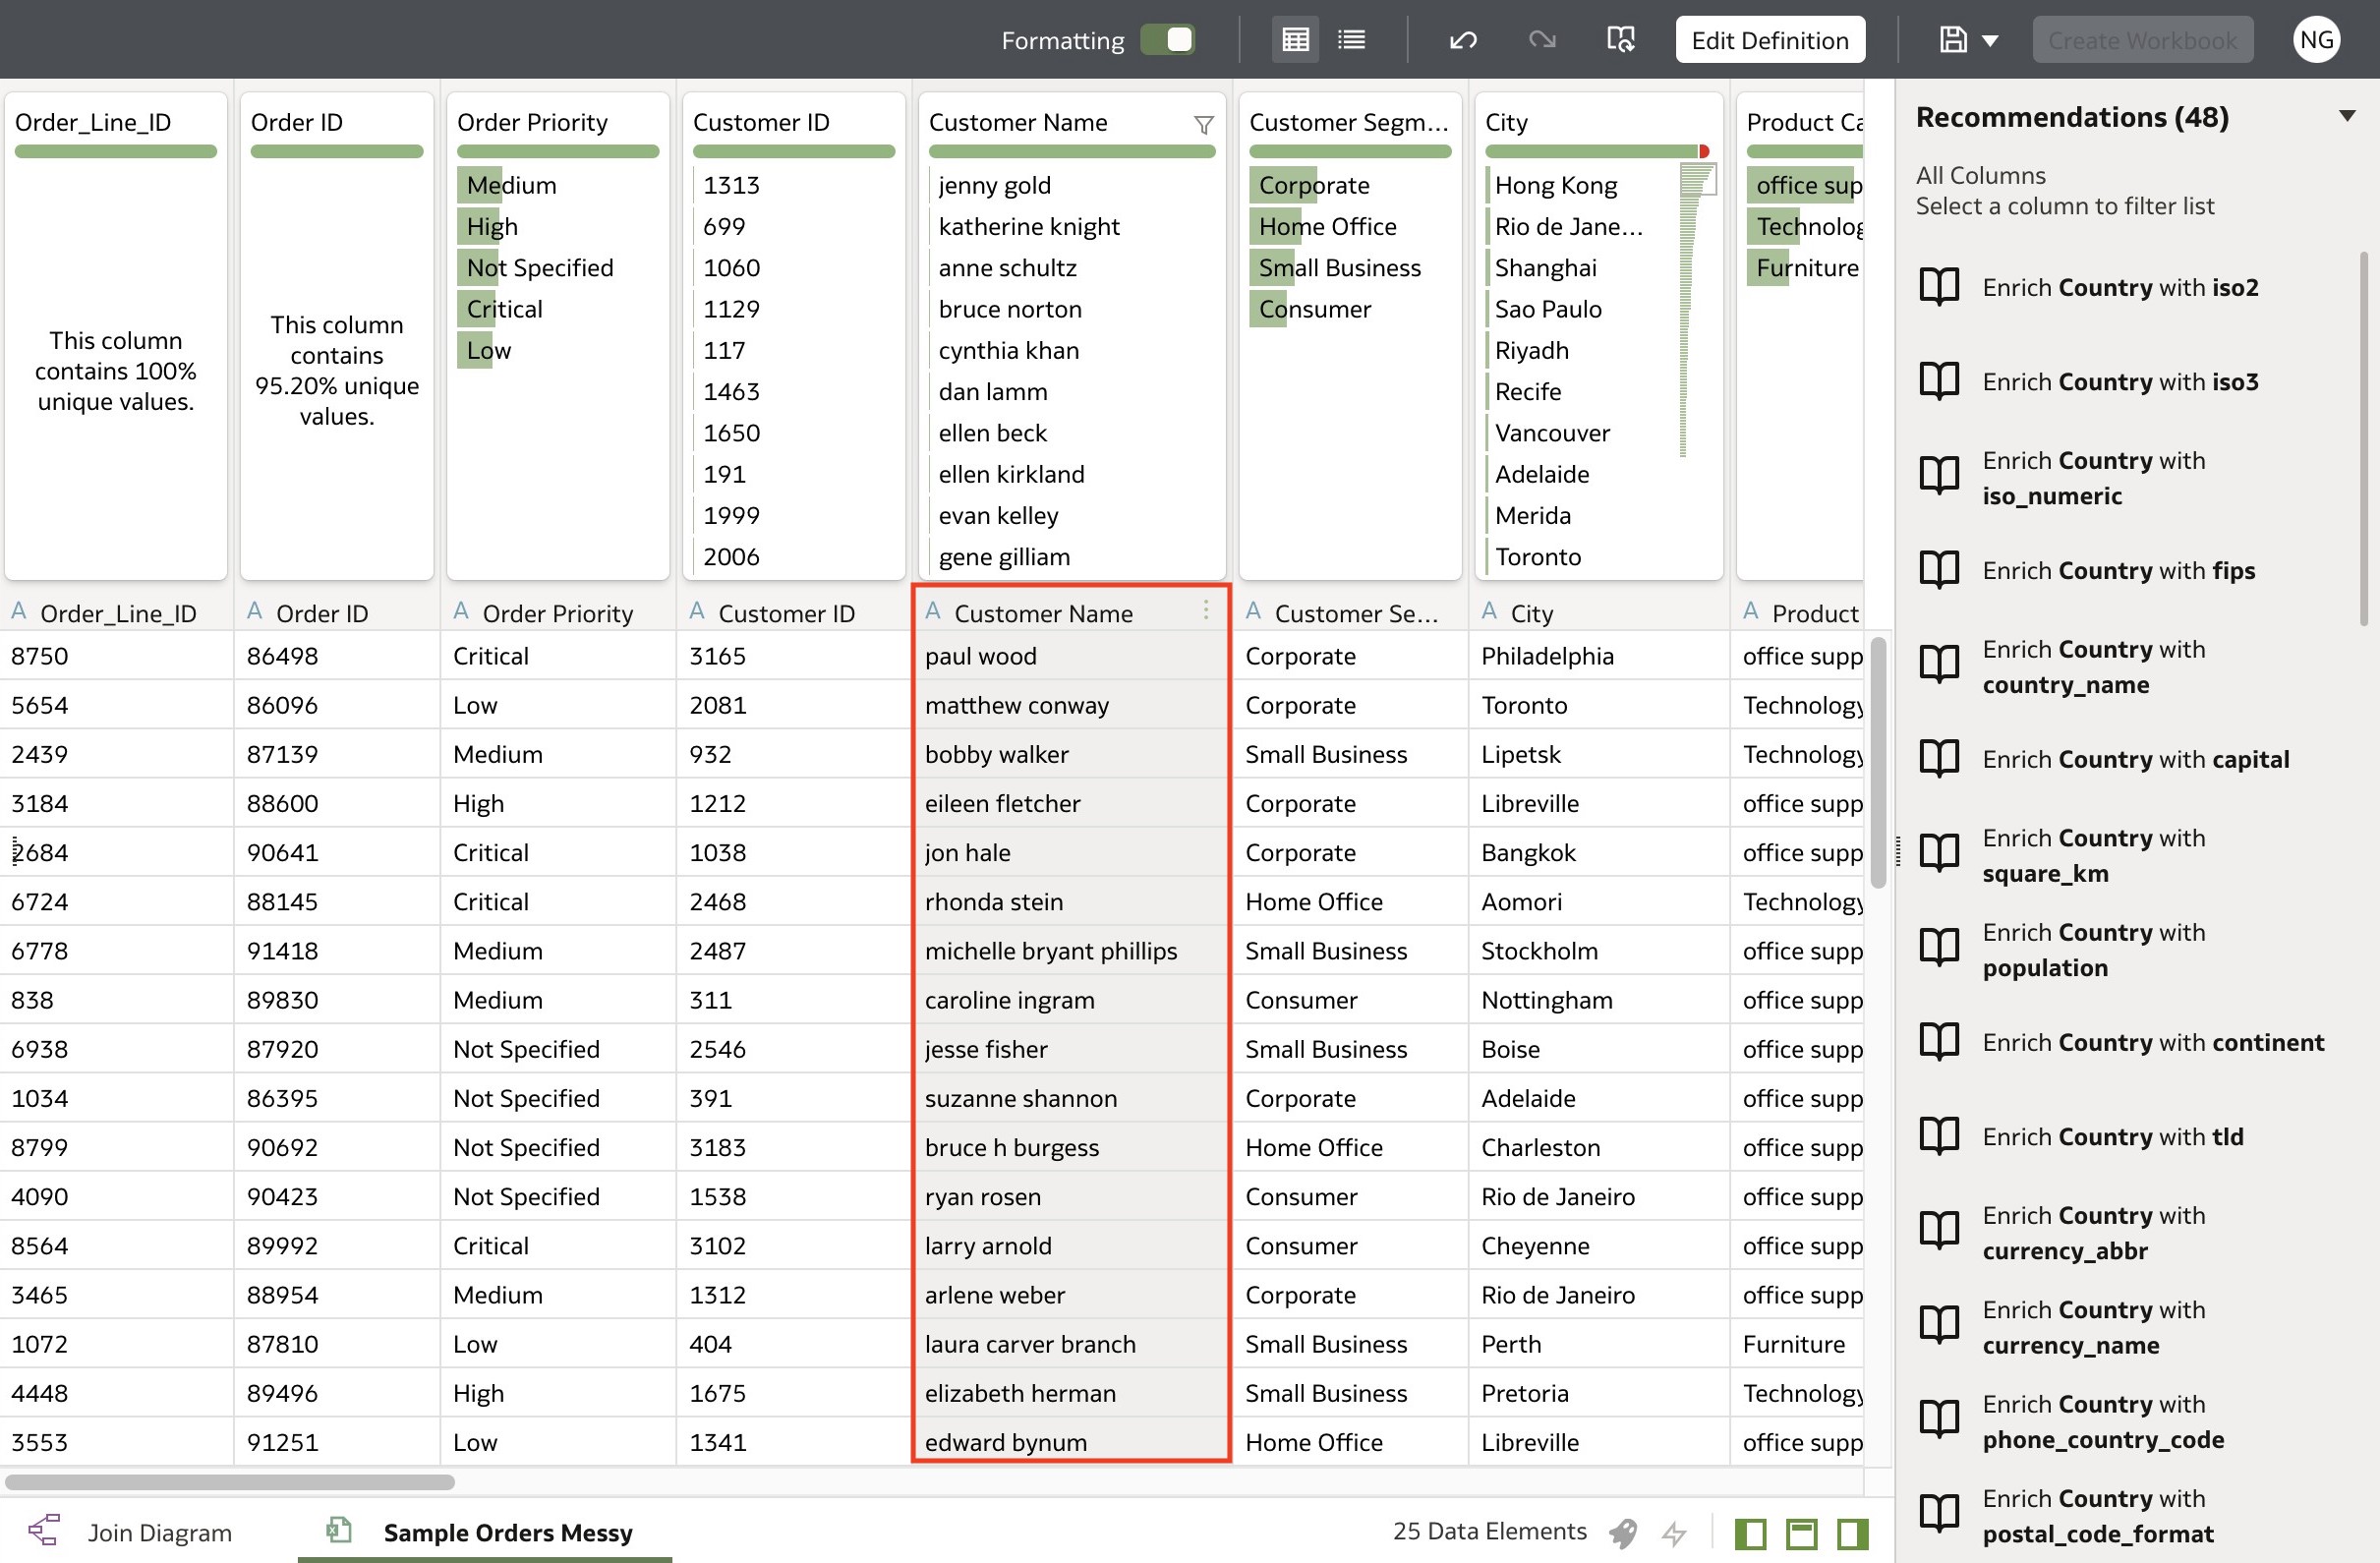 Formatting
Edit Definition
Create Workbook
NG
Order_Line_ID
This column
contains 100%
unique values.
Order ID
This column
contains
95.20% unique
values.
Order Priority
Medium
High
Not Specified
Critical
Low
Customer ID
1313
699
1060
1129
117
1463
1650
191
1999
2006
Customer Name
jenny gold
katherine knight
anne schultz
bruce norton
cynthia khan
dan lamm
ellen beck
ellen kirkland
evan kelley
gene gilliam
Customer Segm...
Corporate
Home Office
Small Business
Consumer
City
Hong Kong
Rio de Jane...
Shanghai
Sao Paulo
Riyadh
Recife
Vancouver
Adelaide
Merida
Toronto
Product Ca
office sup
Technolog
Furniture
A Order_Line_ID A Order ID A Order Priority A Customer ID A Customer Name A Customer Se... A City A Product
8750 86498 Critical 3165 paul wood Corporate Philadelphia office supp
5654 86096 Low 2081 matthew conway Corporate Toronto Technology
2439 87139 Medium 932 bobby walker Small Business Lipetsk Technology
3184 88600 High 1212 eileen fletcher Corporate Libreville office supp
2684 90641 Critical 1038 jon hale Corporate Bangkok office supp
6724 88145 Critical 2468 rhonda stein Home Office Aomori Technology
6778 91418 Medium 2487 michelle bryant phillips Small Business Stockholm office supp
838 89830 Medium 311 caroline ingram Consumer Nottingham office supp
6938 87920 Not Specified 2546 jesse fisher Small Business Boise office supp
1034 86395 Not Specified 391 suzanne shannon Corporate Adelaide office supp
8799 90692 Not Specified 3183 bruce h burgess Home Office Charleston office supp
4090 90423 Not Specified 1538 ryan rosen Consumer Rio de Janeiro office supp
8564 89992 Critical 3102 larry arnold Consumer Cheyenne office supp
3465 88954 Medium 1312 arlene weber Corporate Rio de Janeiro office supp
1072 87810 Low 404 laura carver branch Small Business Perth Furniture
4448 89496 High 1675 elizabeth herman Small Business Pretoria Technology
3553 91251 Low 1341 edward bynum Home Office Libreville office supp
Join Diagram
Sample Orders Messy
25 Data Elements
Recommendations (48)
All Columns
Select a column to filter list
Enrich Country with iso2
Enrich Country with iso3
Enrich Country with
iso_numeric
Enrich Country with fips
Enrich Country with
country_name
Enrich Country with capital
Enrich Country with
square_km
Enrich Country with
population
Enrich Country with continent
Enrich Country with tld
Enrich Country with
currency_abbr
Enrich Country with
currency_name
Enrich Country with
phone_country_code
Enrich Country with
postal_code_format